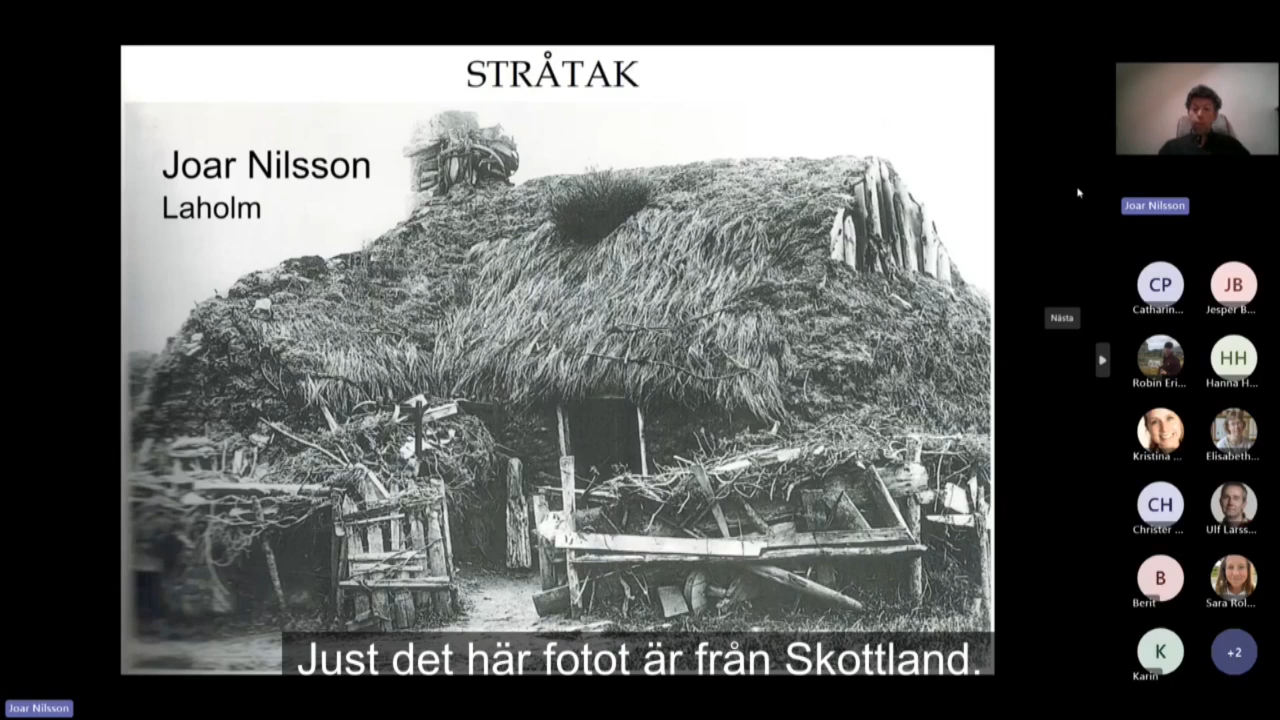 STRÅTAK
Joar Nilsson
Laholm
Just det här fotot är från Skottland.
Joar Nilsson
Nästa
CP
JB
Catharin...
Jesper B...
HH
Robin Eri...
Hanna H...
Kristina ...
Elisabeth...
CH
Christer ...
Ulf Larss...
B
Berit
Sara Rol...
K
+2
Karin
Joar Nilsson